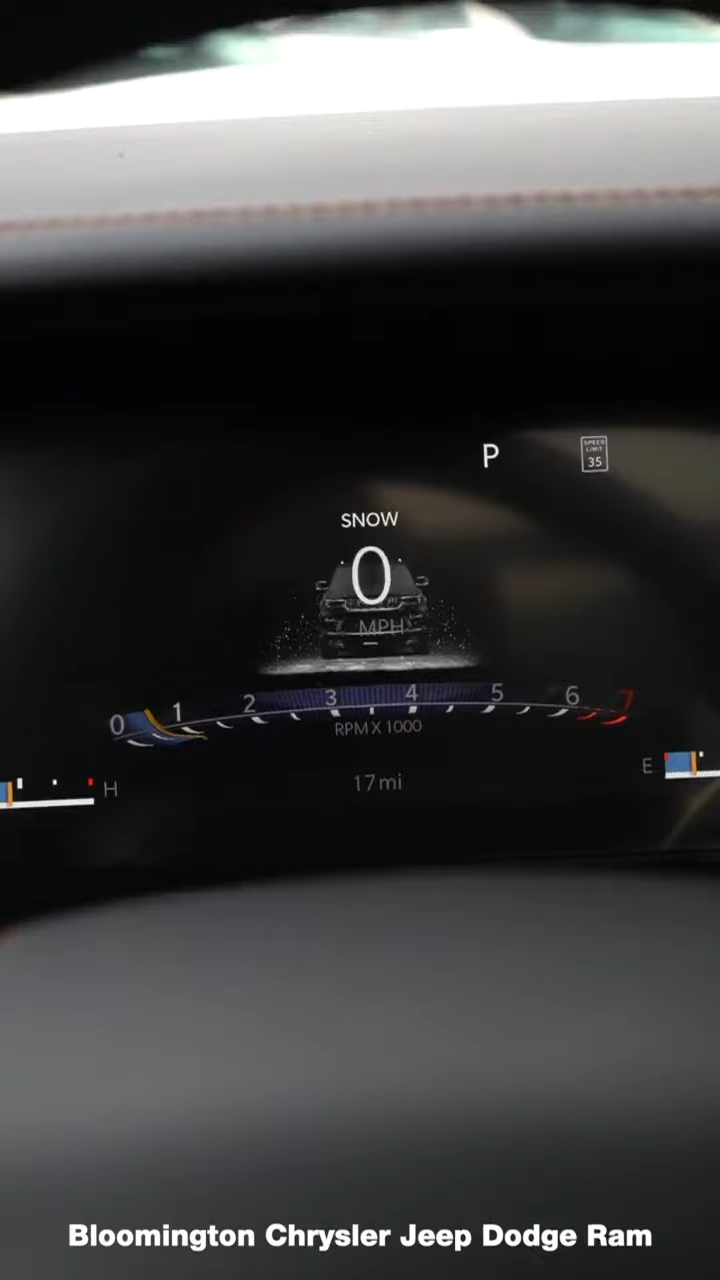 P
SPEED
LIMIT
35
SNOW
0
MPH
0 1 2 3 4 5 6 7
RPM X 1000
H
E
17 mi
Bloomington Chrysler Jeep Dodge Ram